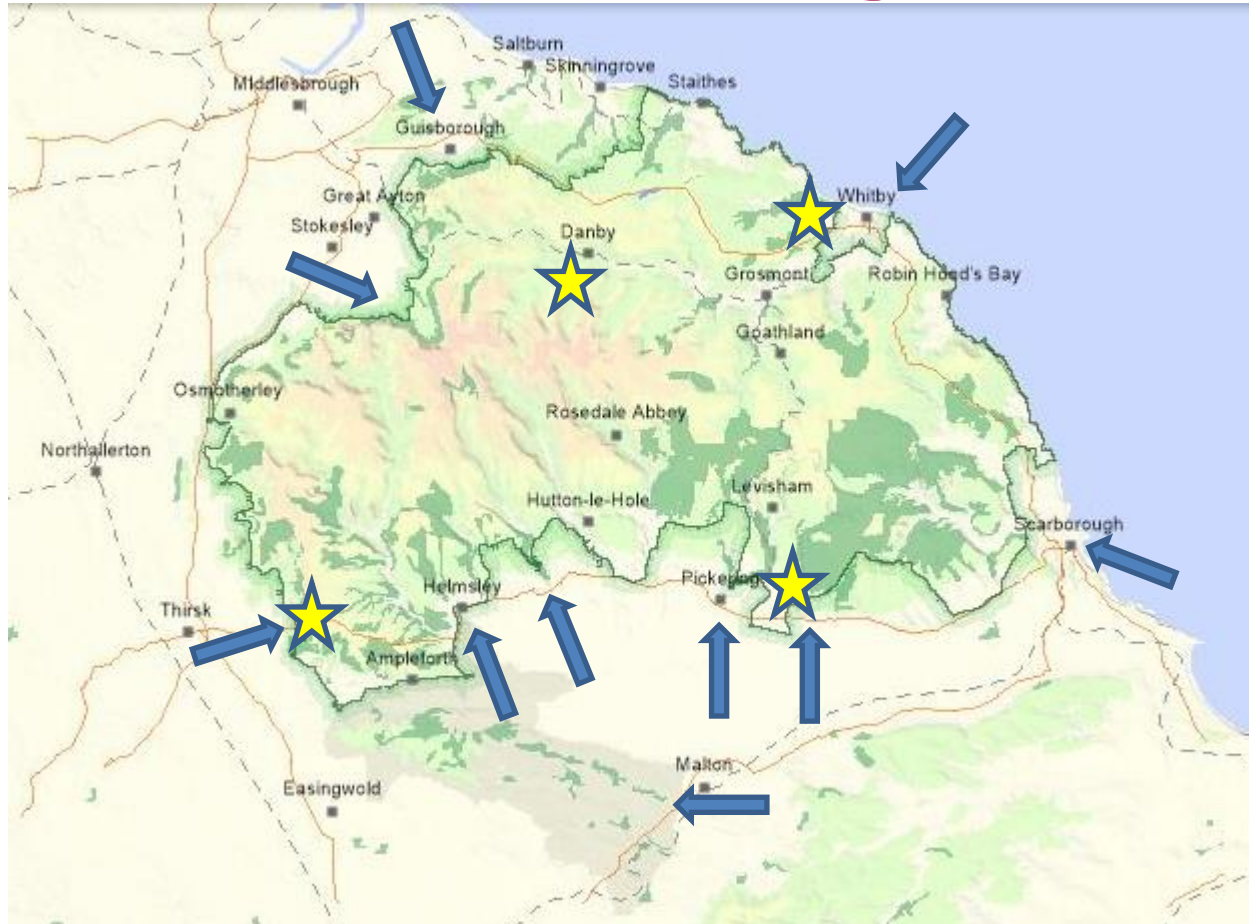 Saltburn
Skinningrove
Staithes
Middlesbrough
Guisborough
Great Ayton
Whitby
Stokesley
Danby
Grosmont
Robin Hood's Bay
Goathland
Osmotherley
Rosedale Abbey
Northallerton
Levisham
Hutton-le-Hole
Scarborough
Pickering
Helmsley
Thirsk
Ampleforth
Malton
Easingwold